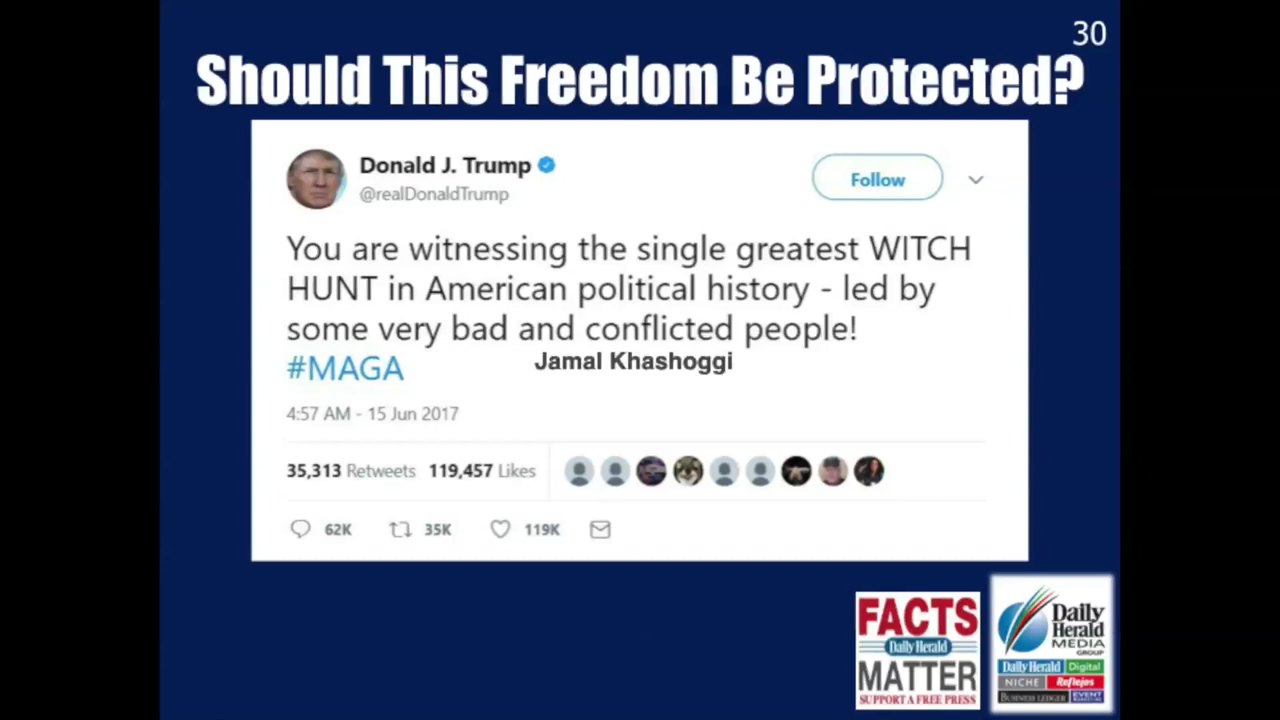 30
Should This Freedom Be Protected?
Donald J. Trump
@realDonaldTrump
Follow
You are witnessing the single greatest WITCH
HUNT in American political history - led by
some very bad and conflicted people!
#MAGA
Jamal Khashoggi
4:57 AM - 15 Jun 2017
35,313 Retweets 119,457 Likes
62K 35K 119K
FACTS
Daily Herald
MATTER
SUPPORT A FREE PRESS
Daily
Herald
MEDIA
GROUP
Daily Herald Digital
NICHE Reflejos
BUSINESS LEDGER EVENT
MARKETING